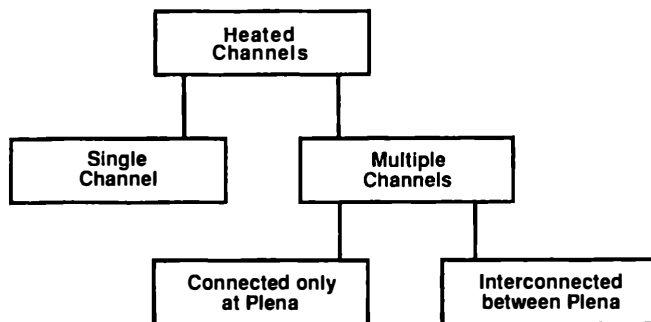 Heated
Channels
Single
Channel
Multiple
Channels
Connected only
at Plena
Interconnected
between Plena